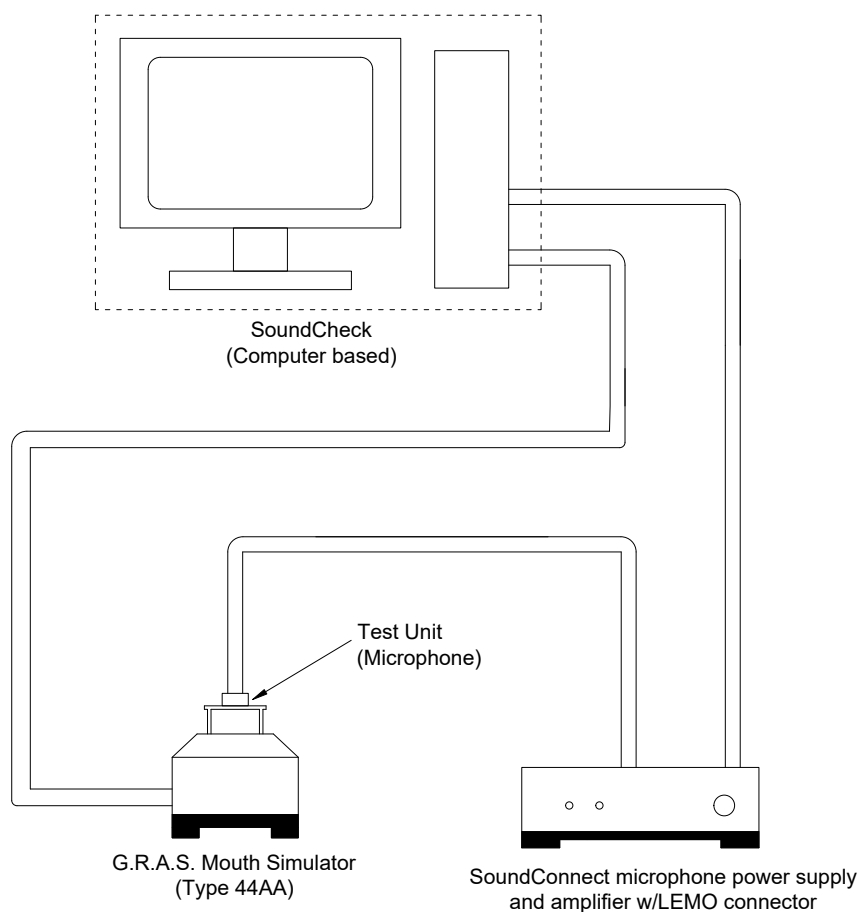 SoundCheck
(Computer based)
Test Unit
(Microphone)
G.R.A.S. Mouth Simulator
(Type 44AA)
SoundConnect microphone power supply
and amplifier w/LEMO connector